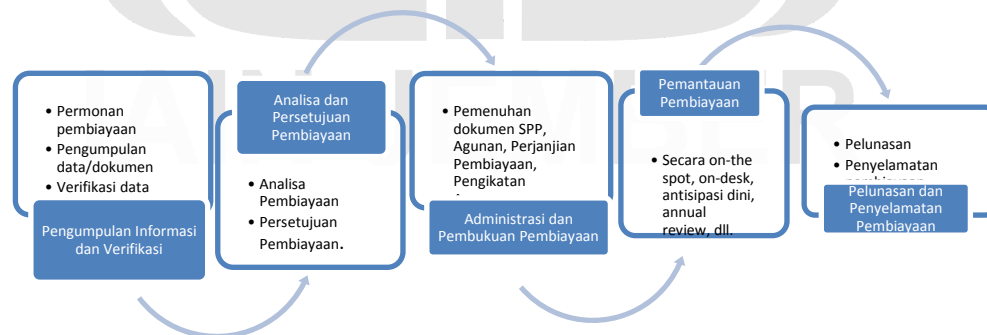 • Permonan
pembiayaan
• Pengumpulan
data/dokumen
• Verifikasi data
Pengumpulan Informasi
dan Verifikasi
Analisa dan
Persetujuan
Pembiayaan
• Analisa
Pembiayaan
• Persetujuan
Pembiayaan.
• Pemenuhan
dokumen SPP,
Agunan, Perjanjian
Pembiayaan,
Pengikatan
Administrasi dan
Pembukuan Pembiayaan
Pemantauan
Pembiayaan
• Secara on-the
spot, on-desk,
antisipasi dini,
annual
review, dll.
• Pelunasan
• Penyelamatan
Pelunasan dan
Penyelamatan
Pembiayaan